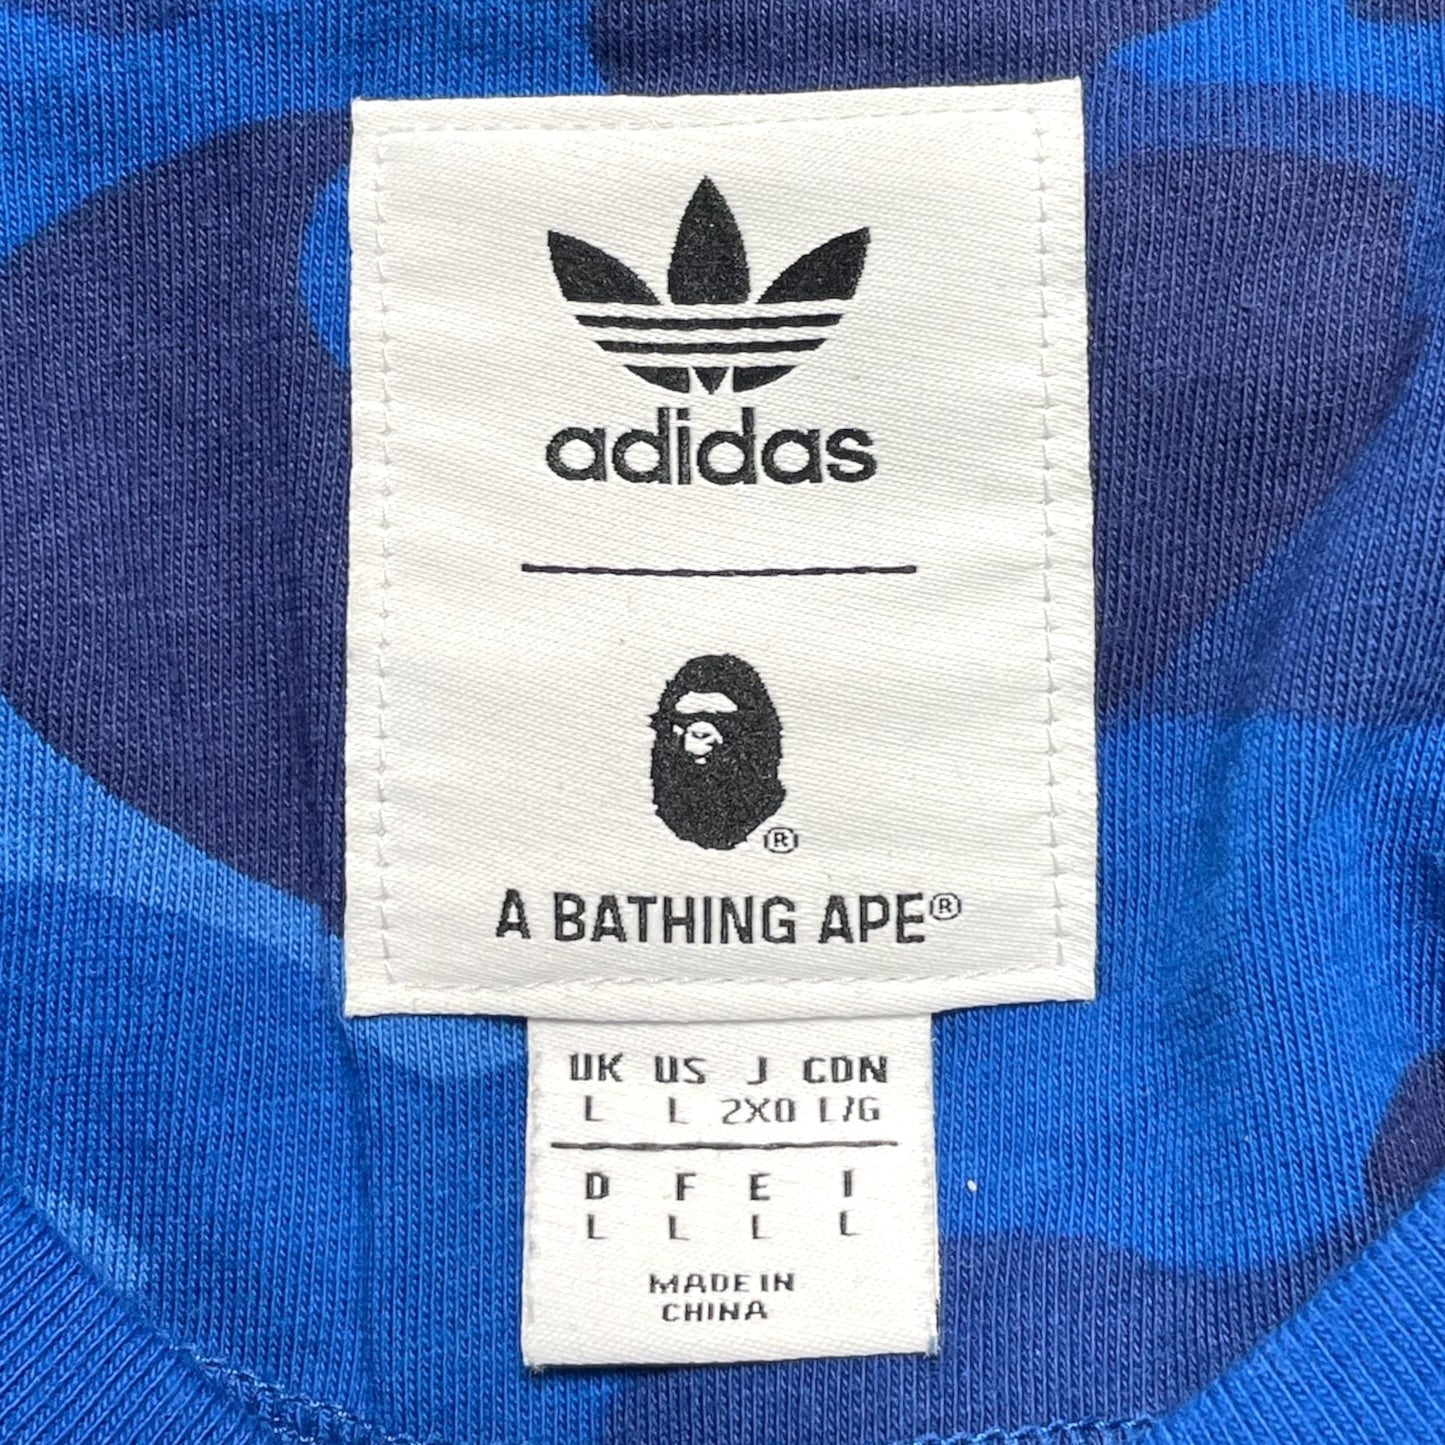 adidas
®
A BATHING APE®
UK US J CDN
L L 2XO L/G
D F E I
L L L L
MADE IN
CHINA